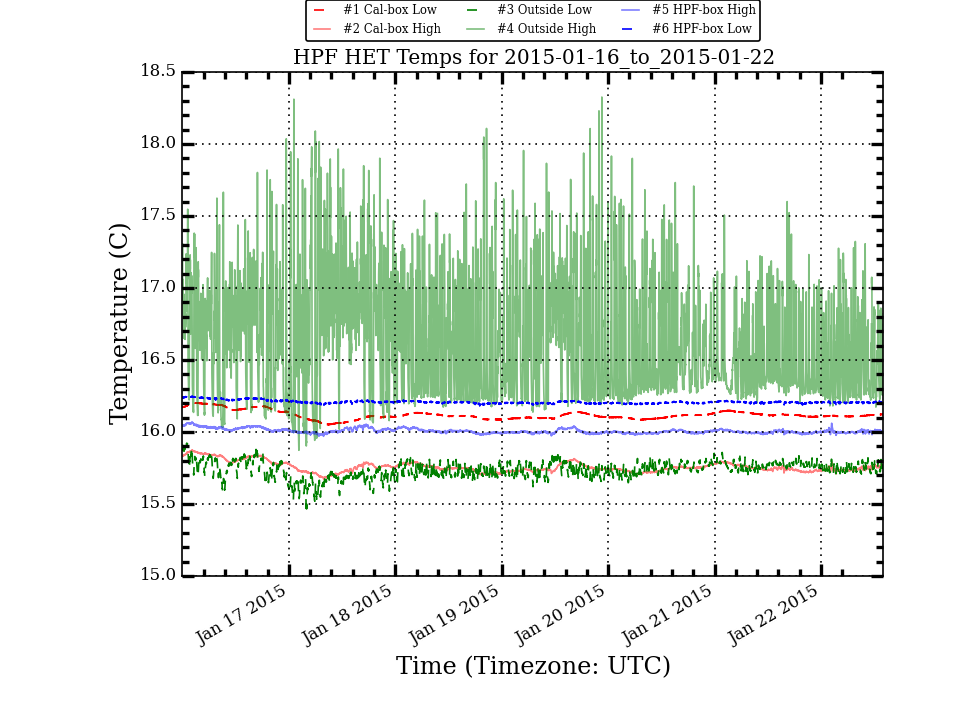 #1 Cal-box Low #3 Outside Low #5 HPF-box High
#2 Cal-box High #4 Outside High #6 HPF-box Low
HPF HET Temps for 2015-01-16_to_2015-01-22
18.5
18.0
17.5
17.0
16.5
16.0
15.5
15.0
Temperature (C)
Jan 17 2015 Jan 18 2015 Jan 19 2015 Jan 20 2015 Jan 21 2015 Jan 22 2015
Time (Timezone: UTC)